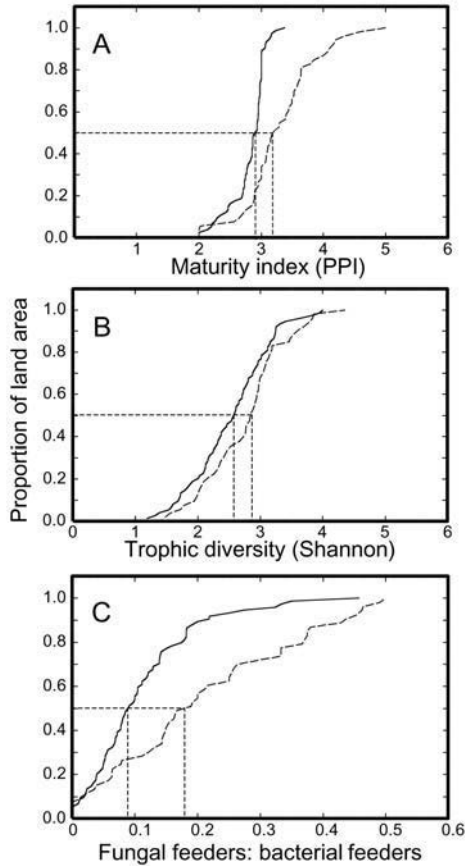 A
1.0
0.8
0.6
0.4
0.2
0.0
1 2 3 4 5 6
Maturity index (PPI)
Proportion of land area
B
1.0
0.8
0.6
0.4
0.2
0.0
0 1 2 3 4 5 6
Trophic diversity (Shannon)
C
1.0
0.8
0.6
0.4
0.2
0.0
0.1 0.2 0.3 0.4 0.5 0.6
Fungal feeders: bacterial feeders